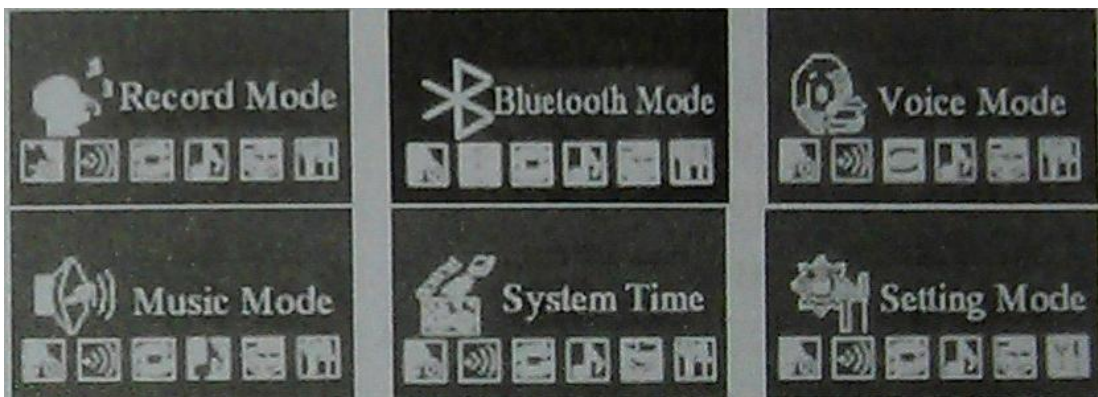 Record Mode
Bluetooth Mode
Voice Mode
Music Mode
System Time
Setting Mode